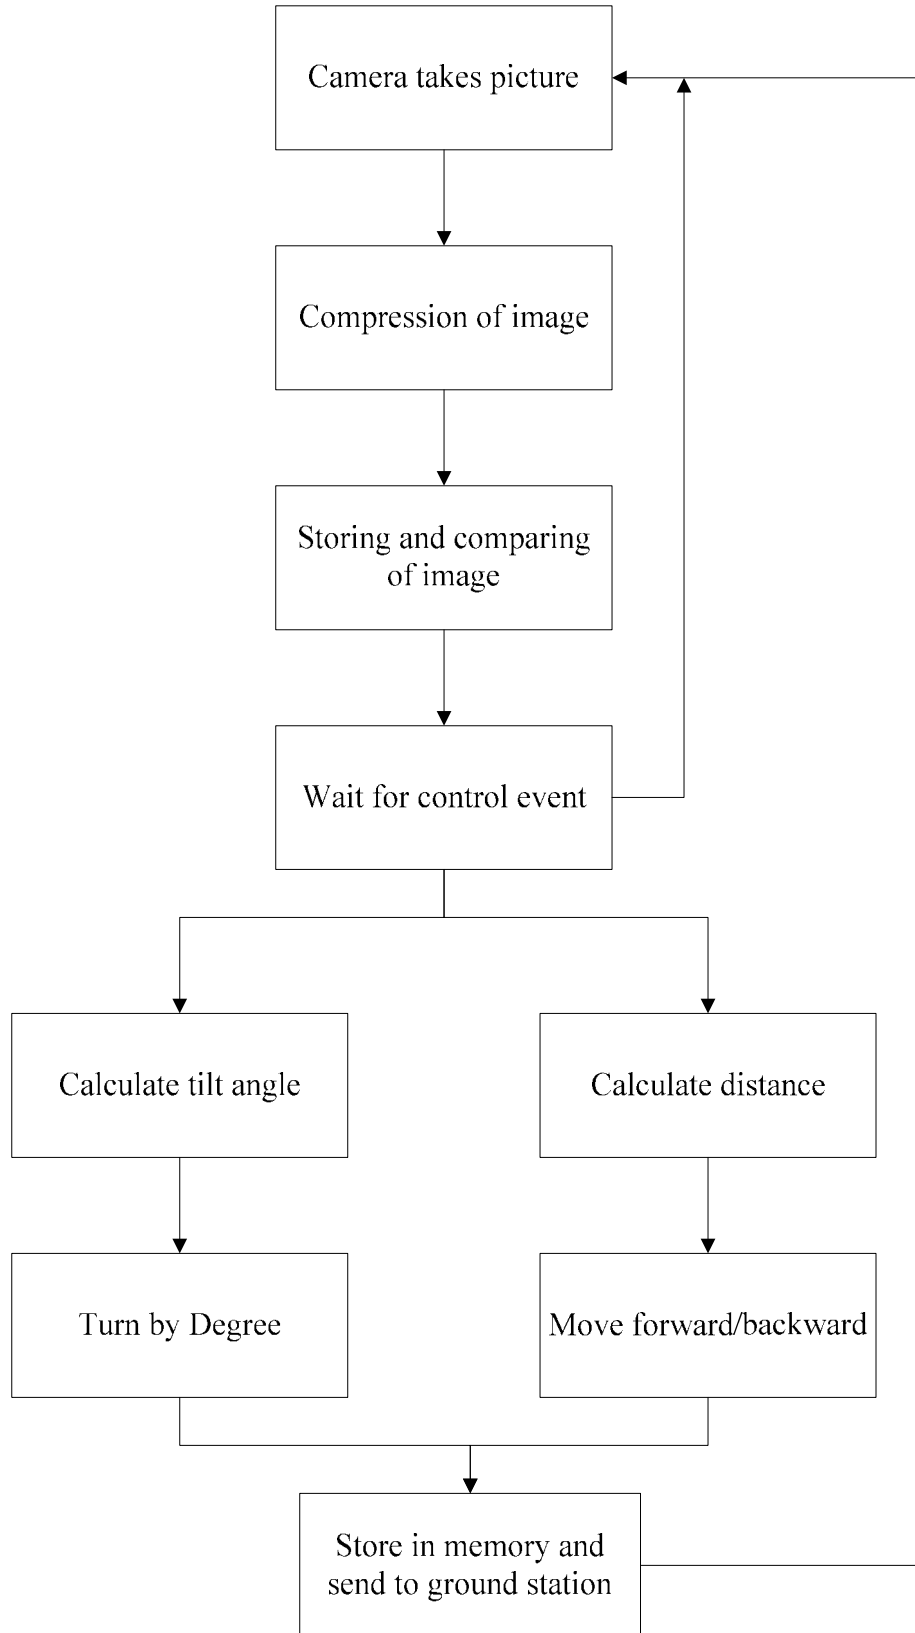 Camera takes picture
Compression of image
Storing and comparing
of image
Wait for control event
Calculate tilt angle
Calculate distance
Turn by Degree
Move forward/backward
Store in memory and
send to ground station